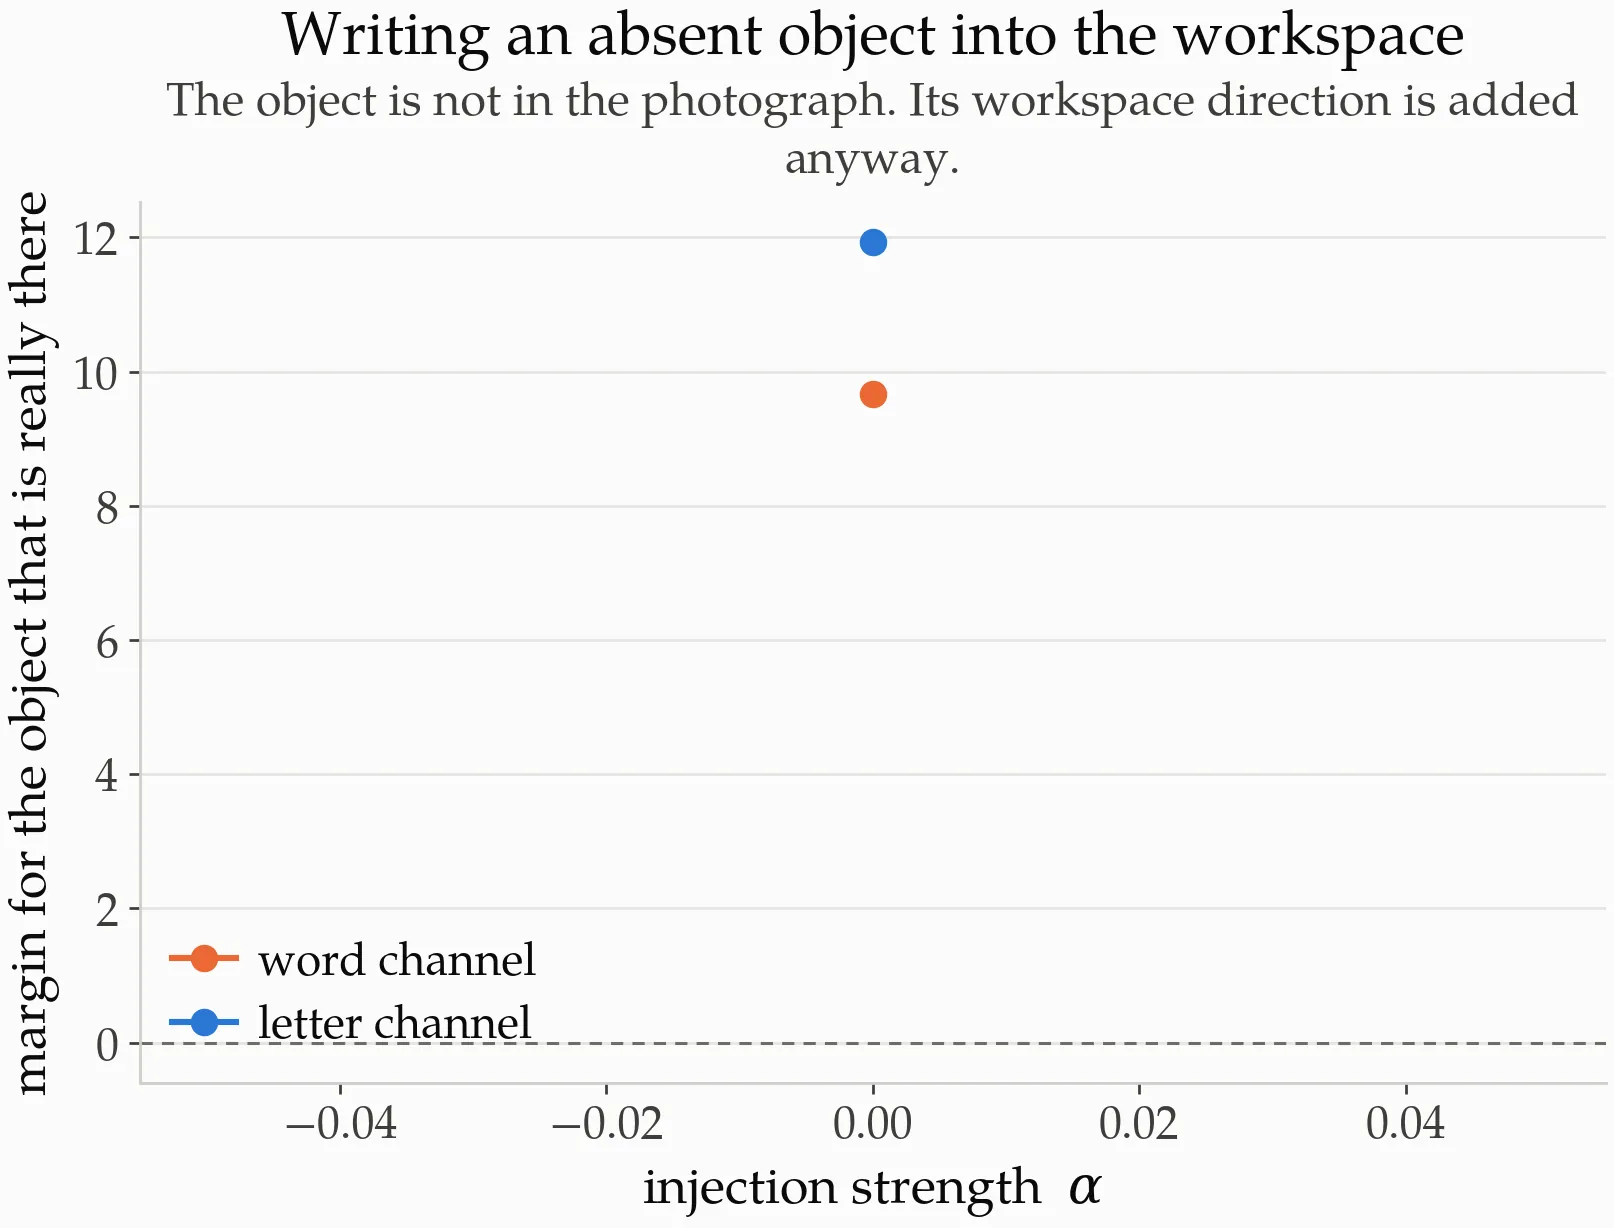 Writing an absent object into the workspace
The object is not in the photograph. Its workspace direction is added
anyway.
margin for the object that is really there
12
10
8
6
4
2
0
word channel
letter channel
−0.04
−0.02
0.00
0.02
0.04
injection strength α